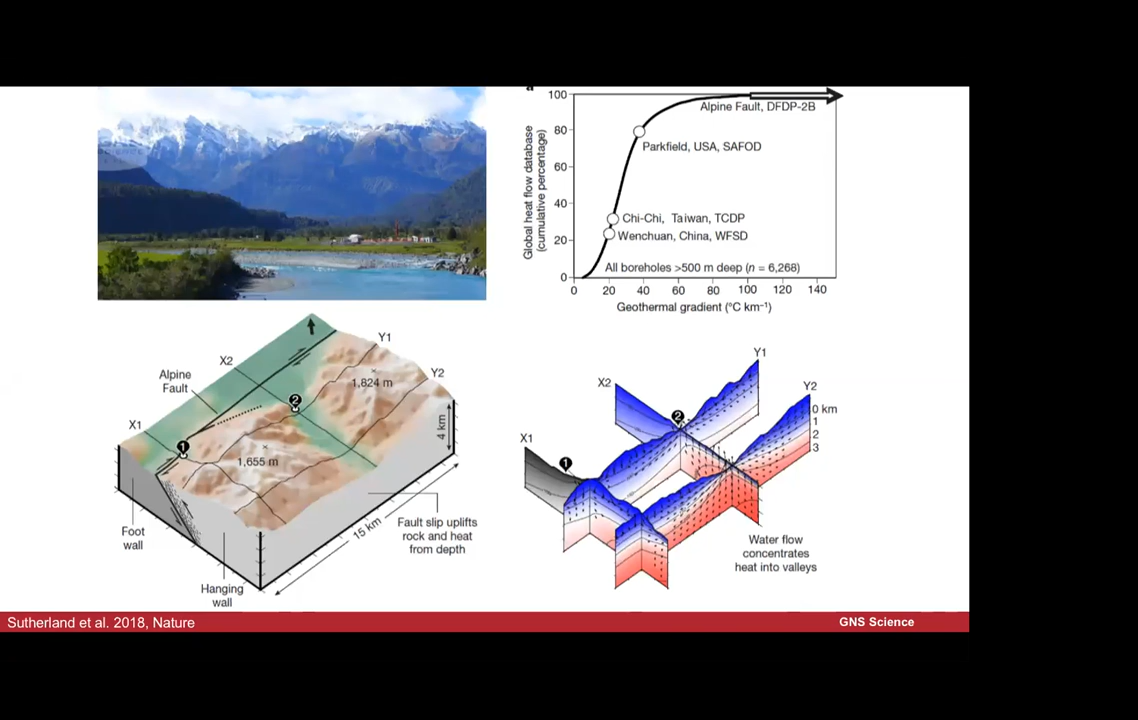 a
100
80
60
40
20
0
Global heat flow database
(cumulative percentage)
Alpine Fault, DFDP-2B
Parkfield, USA, SAFOD
Chi-Chi, Taiwan, TCDP
Wenchuan, China, WFSD
All boreholes >500 m deep (n = 6,268)
0 20 40 60 80 100 120 140
Geothermal gradient (°C km⁻¹)
Y1
X2
Y2
Alpine
Fault
1,824 m
2
X1
1
1,655 m
4 km
15 km
Foot
wall
Hanging
wall
Fault slip uplifts
rock and heat
from depth
Y1
X2
Y2
0 km
1
2
3
2
X1
1
Water flow
concentrates
heat into valleys
Sutherland et al. 2018, Nature
GNS Science